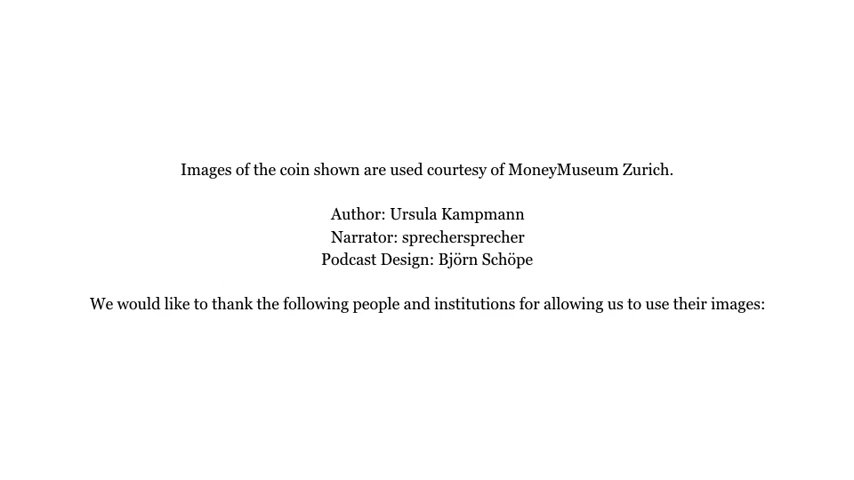 Images of the coin shown are used courtesy of MoneyMuseum Zurich.
Author: Ursula Kampmann
Narrator: sprechersprecher
Podcast Design: Björn Schöpe
We would like to thank the following people and institutions for allowing us to use their images: